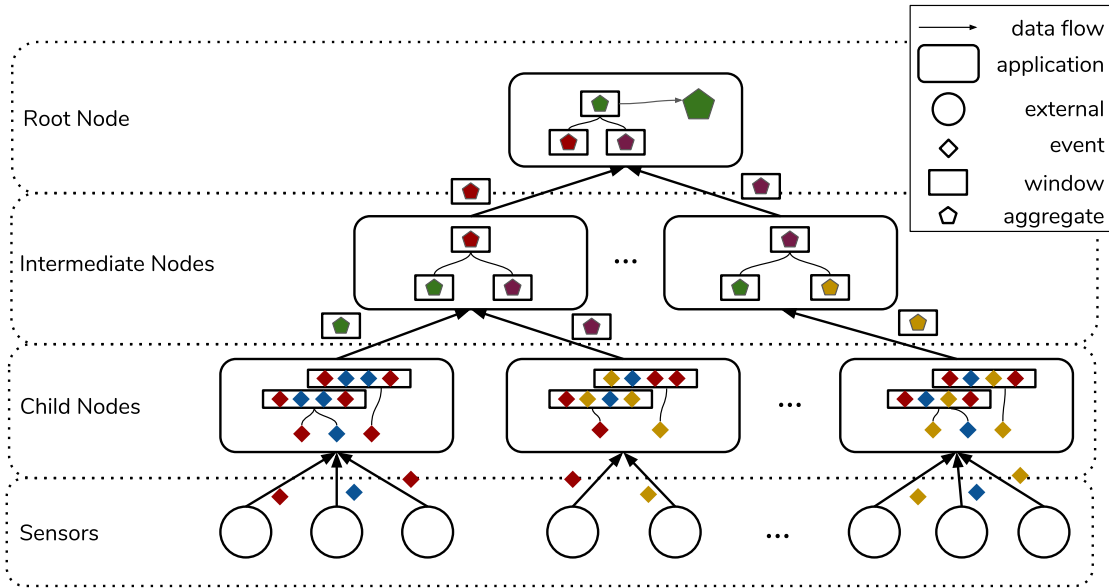 data flow
application
external
event
window
aggregate
Root Node
Intermediate Nodes
...
Child Nodes
...
Sensors
...